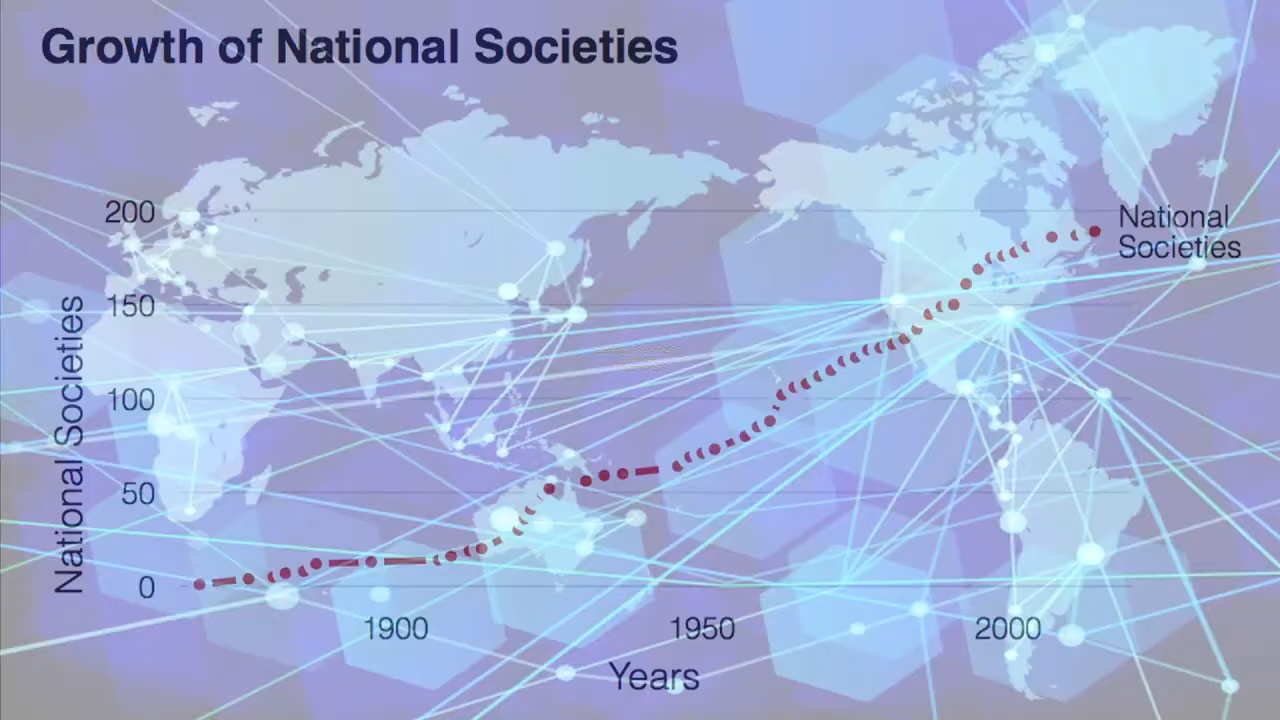 Growth of National Societies
National Societies
200
150
100
50
0
National
Societies
1900
1950
2000
Years